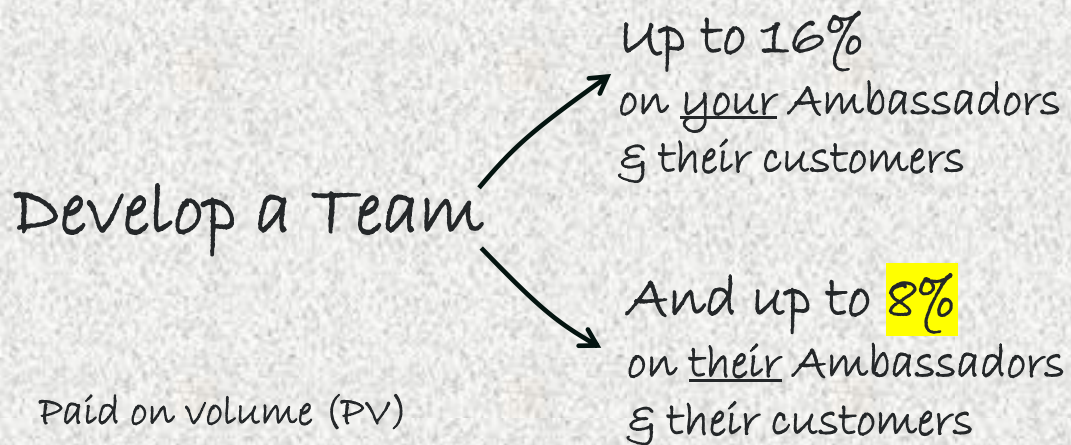 Develop a Team
Up to 16%
on your Ambassadors
& their customers
And up to 8%
on their Ambassadors
& their customers
Paid on volume (PV)